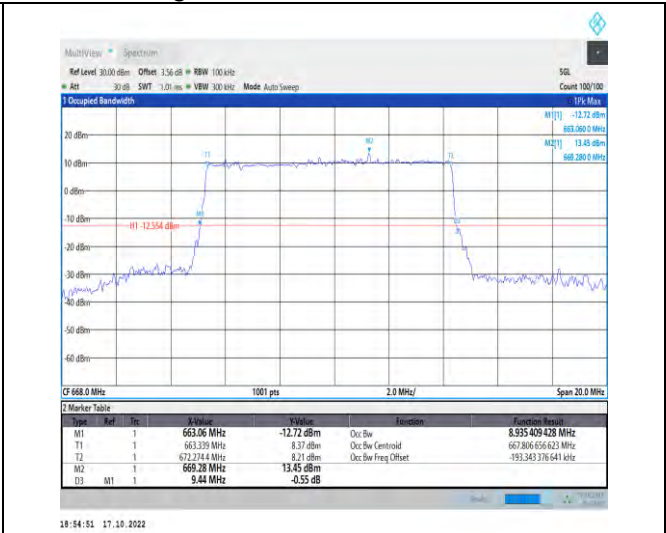 MultiView Spectrum
Ref Level 30.00 dBm Offset 3.56 dB RBW 100 kHz SGL
Att 30 dB SWT 1.01 ms VBW 300 kHz Mode Auto Sweep Count 100/100
1 Occupied Bandwidth 1Pk Max
M1[1] -12.72 dBm
663.060 0 MHz
M2[1] 13.45 dBm
669.280 0 MHz
20 dBm
M2
10 dBm
T1
T2
0 dBm
-10 dBm
M1
H1 -12.554 dBm
-20 dBm
-30 dBm
-40 dBm
-50 dBm
-60 dBm
CF 668.0 MHz 1001 pts 2.0 MHz/ Span 20.0 MHz
2 Marker Table
Type Ref Trc X-Value Y-Value Function Function Result
M1 1 663.06 MHz -12.72 dBm Occ Bw 8.935 409 428 MHz
T1 1 663.339 MHz 8.37 dBm Occ Bw Centroid 667.806 656 623 MHz
T2 1 672.274 4 MHz 8.21 dBm Occ Bw Freq Offset -193.343 376 641 kHz
M2 1 669.28 MHz 13.45 dBm
D3 M1 1 9.44 MHz -0.55 dB
18:54:51 17.10.2022